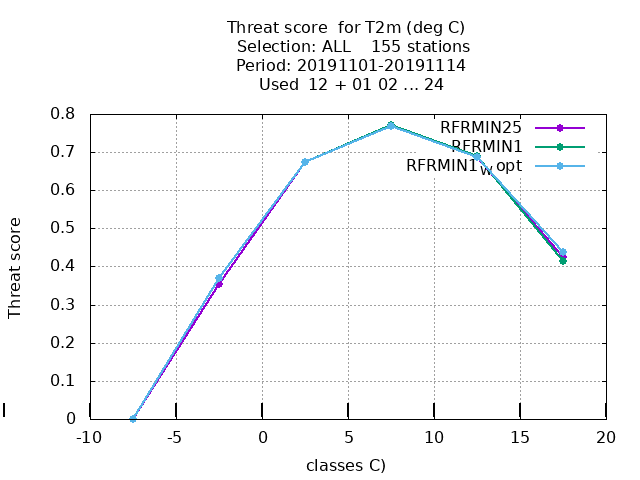 Threat score for T2m (deg C)
Selection: ALL 155 stations
Period: 20191101-20191114
Used 12 + 01 02 ... 24
0.8
0.7
0.6
0.5
0.4
0.3
0.2
0.1
0
Threat score
RFRMIN25
RFRMIN1
RFRMIN1wopt
-10
-5
0
5
10
15
20
classes C)